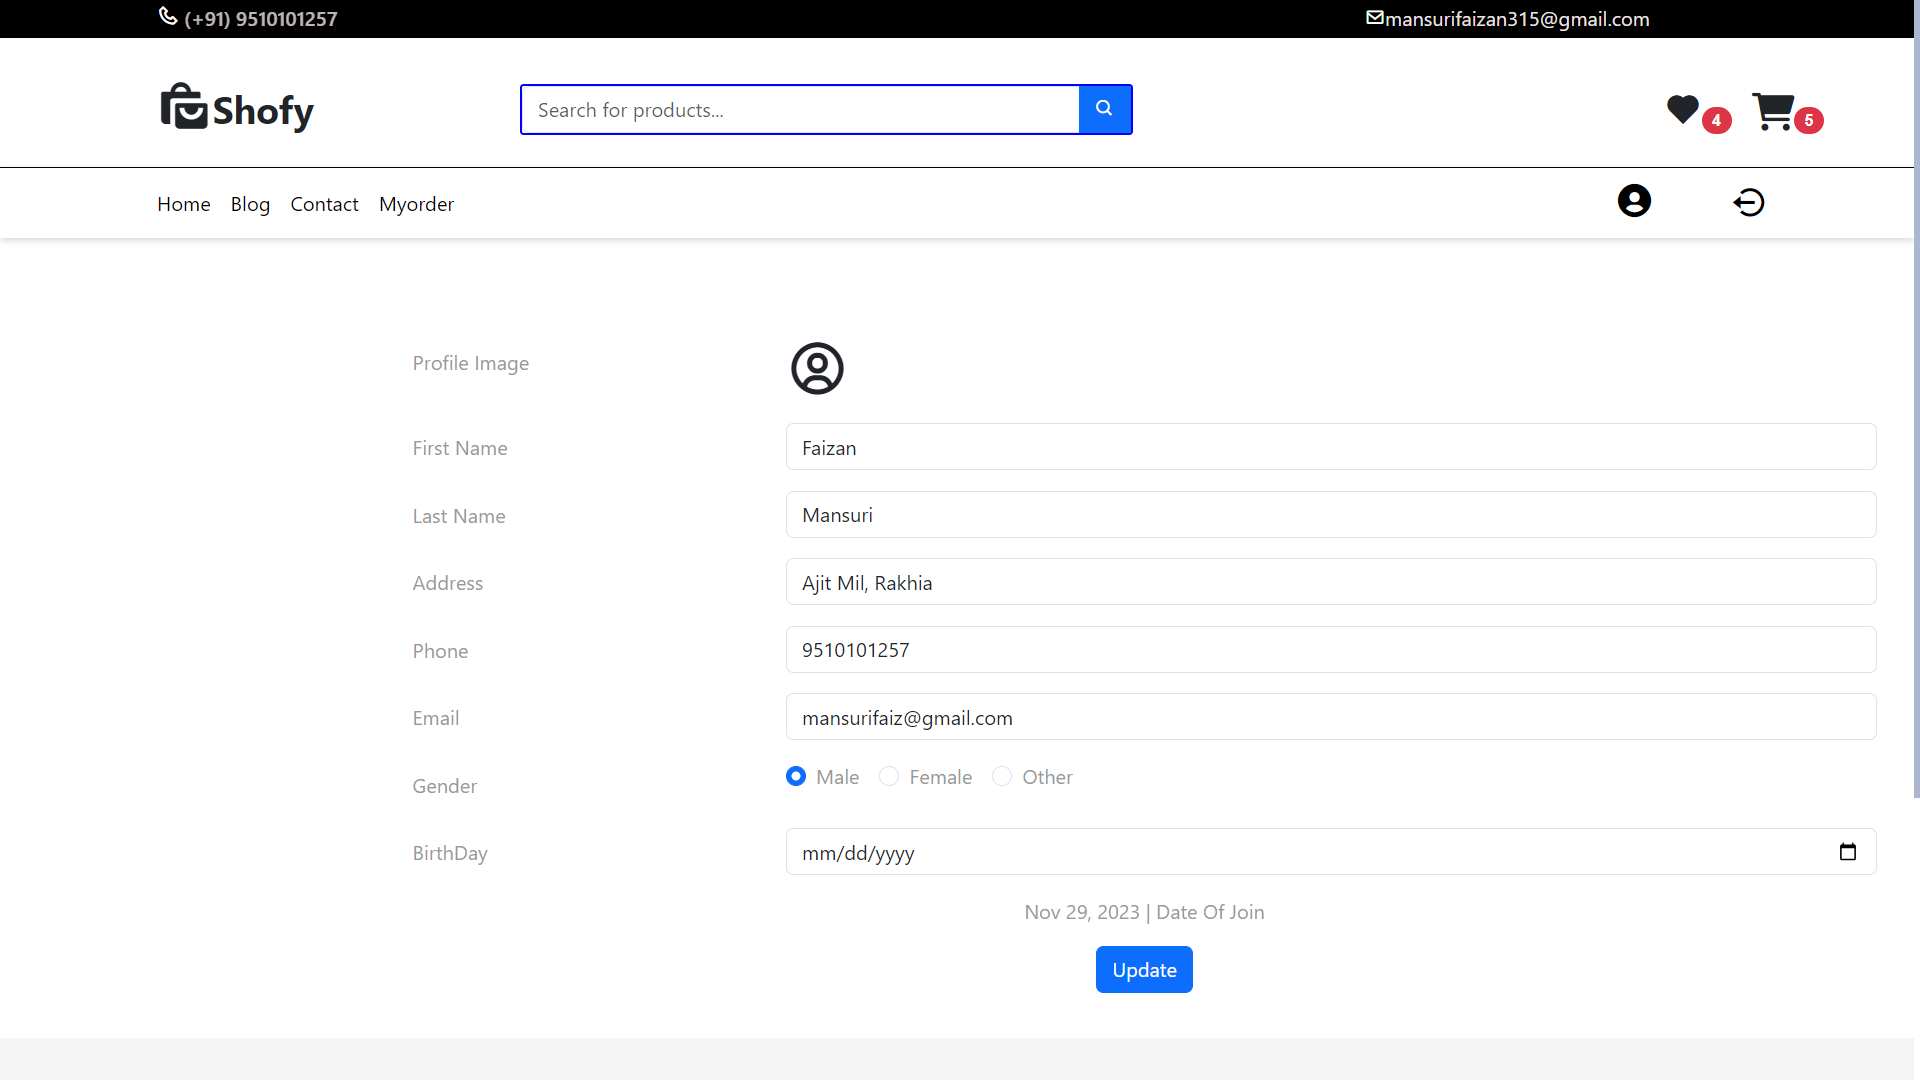 (+91) 9510101257 mansurifaizan315@gmail.com
Shofy Search for products... 4 5
Home Blog Contact Myorder
Profile Image
First Name Faizan
Last Name Mansuri
Address Ajit Mil, Rakhia
Phone 9510101257
Email mansurifaiz@gmail.com
Gender Male Female Other
BirthDay mm/dd/yyyy
Nov 29, 2023 | Date Of Join
Update